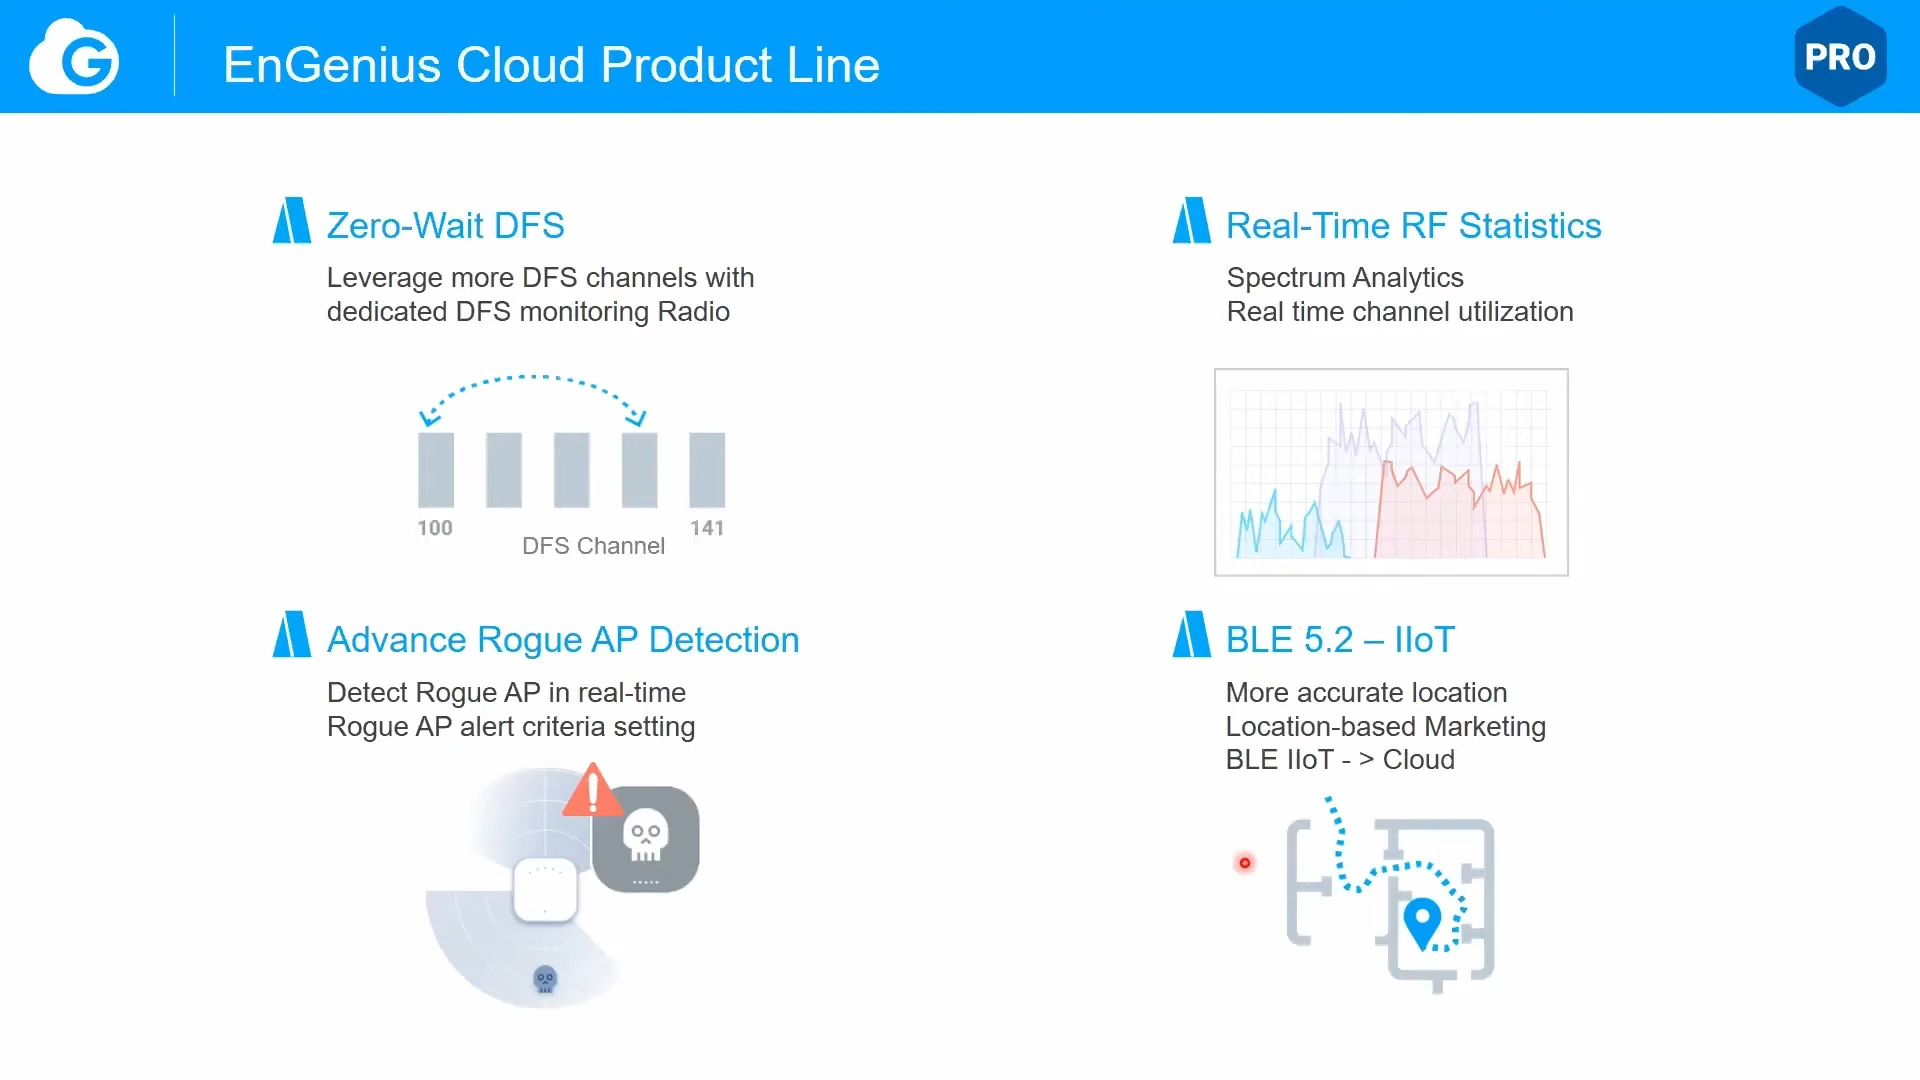 EnGenius Cloud Product Line
PRO
Zero-Wait DFS
Leverage more DFS channels with
dedicated DFS monitoring Radio
100
141
DFS Channel
Real-Time RF Statistics
Spectrum Analytics
Real time channel utilization
Advance Rogue AP Detection
Detect Rogue AP in real-time
Rogue AP alert criteria setting
BLE 5.2 – IIoT
More accurate location
Location-based Marketing
BLE IIoT - > Cloud